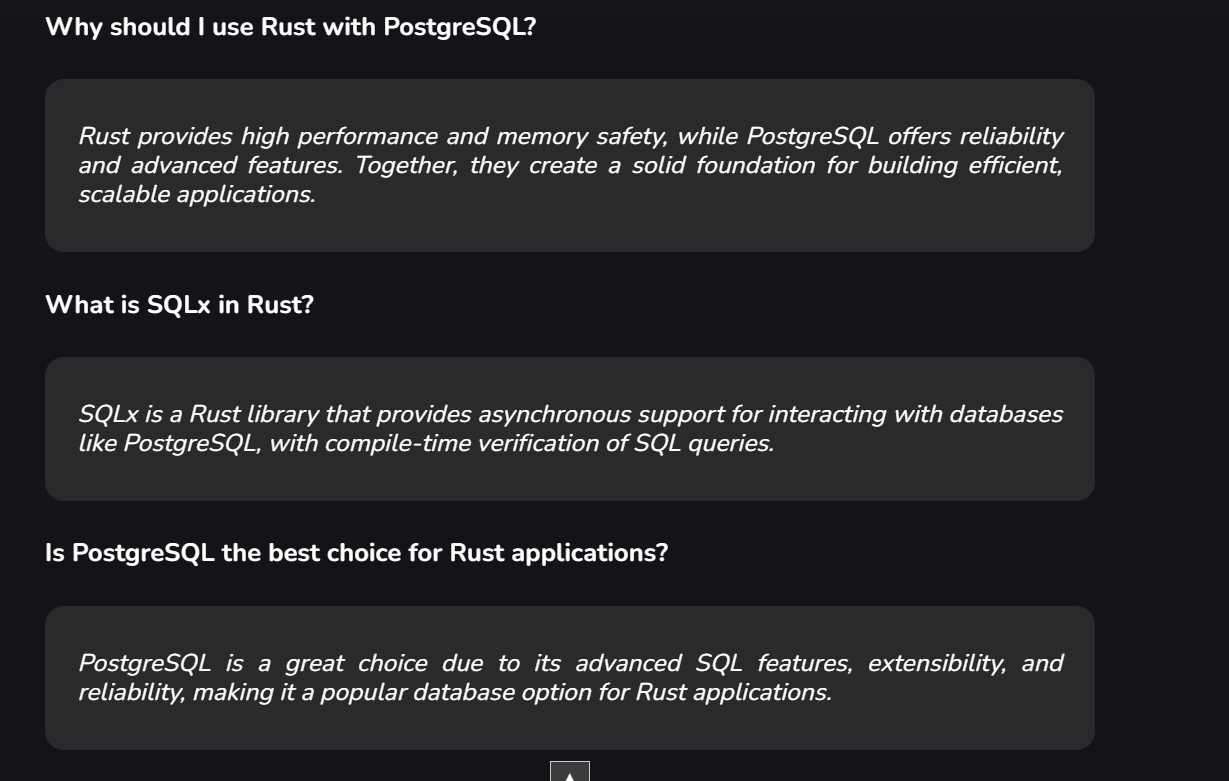 Why should I use Rust with PostgreSQL?
Rust provides high performance and memory safety, while PostgreSQL offers reliability
and advanced features. Together, they create a solid foundation for building efficient,
scalable applications.
What is SQLx in Rust?
SQLx is a Rust library that provides asynchronous support for interacting with databases
like PostgreSQL, with compile-time verification of SQL queries.
Is PostgreSQL the best choice for Rust applications?
PostgreSQL is a great choice due to its advanced SQL features, extensibility, and
reliability, making it a popular database option for Rust applications.